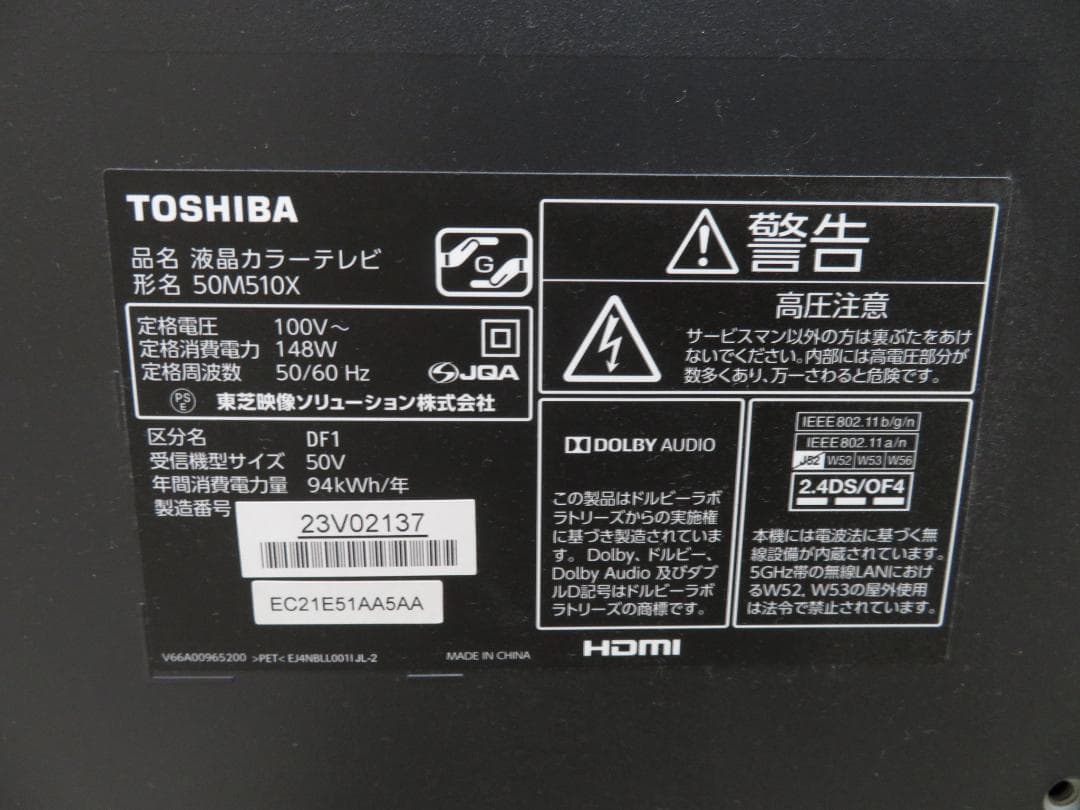 TOSHIBA
品名 液晶カラーテレビ
形名 50M510X
G
定格電圧 100V～
定格消費電力 148W
定格周波数 50/60 Hz
JQA
PS
E
東芝映像ソリューション株式会社
区分名 DF1
受信機型サイズ 50V
年間消費電力量 94kWh/年
製造番号
23V02137
EC21E51AA5AA
V66A00965200 >PET< EJ4NBLL001I JL-2
MADE IN CHINA
警告
高圧注意
サービスマン以外の方は裏ぶたをあけ
ないでください。内部には高電圧部分が
数多くあり、万一さわると危険です。
DOLBY AUDIO
この製品はドルビーラボ
ラトリーズからの実施権
に基づき製造されていま
す。 Dolby、ドルビー、
Dolby Audio 及びダブ
ルD記号はドルビーラボ
ラトリーズの商標です。
HDMI
IEEE802.11b/g/n
IEEE802.11a/n
J52 W52 W53 W56
2.4DS/OF4
本機には電波法に基づく無
線設備が内蔵されています。
5GHz帯の無線LANにおけ
るW52、W53の屋外使用
は法令で禁止されています。